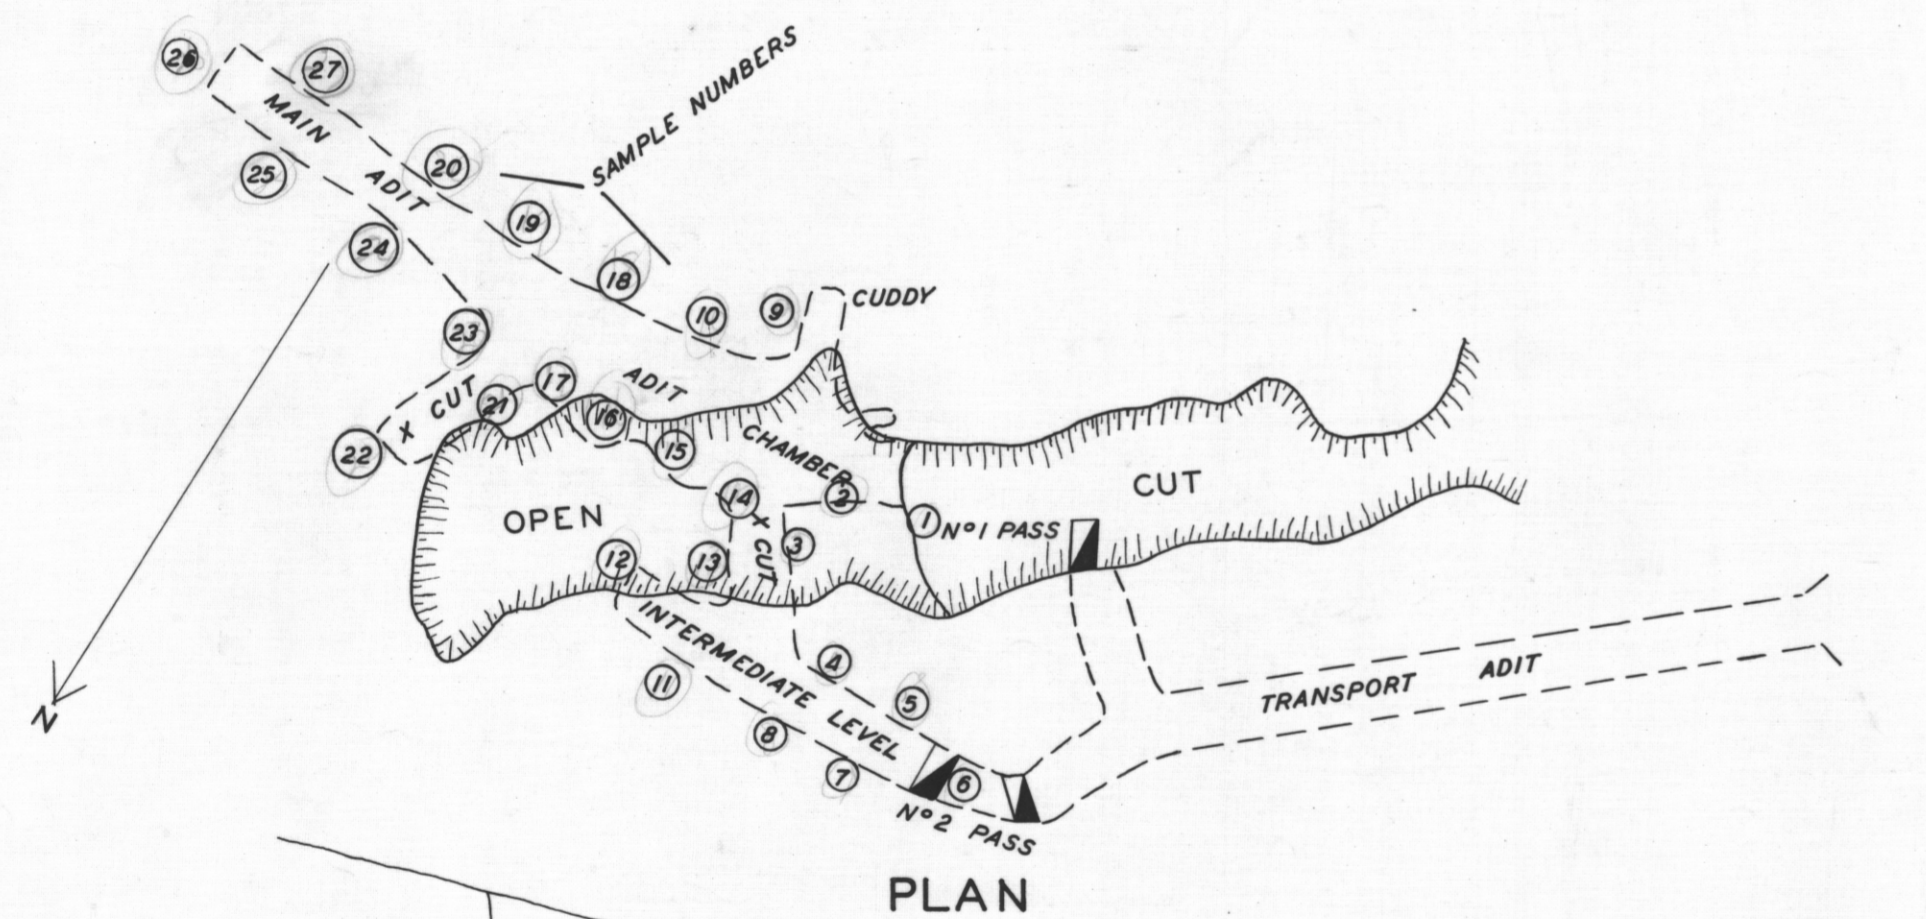 26
27
SAMPLE NUMBERS
MAIN ADIT
20
25
19
24
18
10
9
CUDDY
23
17
ADIT
X CUT
21
16
22
15
CHAMBER
2
14
CUT
OPEN
1
Nº1 PASS
X CUT
3
12
13
INTERMEDIATE LEVEL
4
11
5
TRANSPORT ADIT
8
7
6
Nº2 PASS
N
PLAN